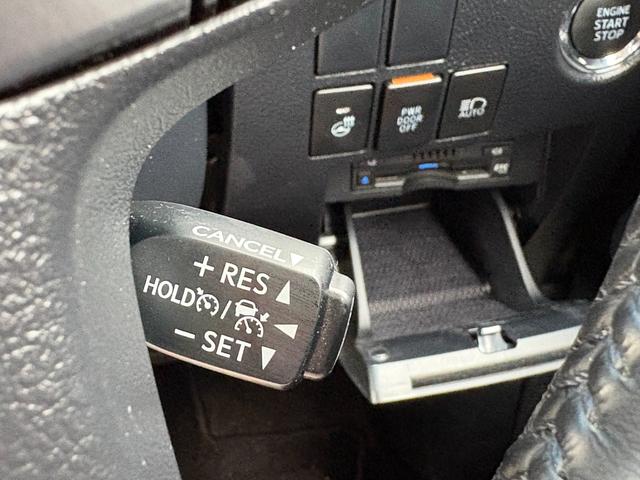 ENGINE
START
STOP
PWR
DOOR
OFF
AUTO
CANCEL▼
+ RES ▲
HOLD / ◀
− SET ▼